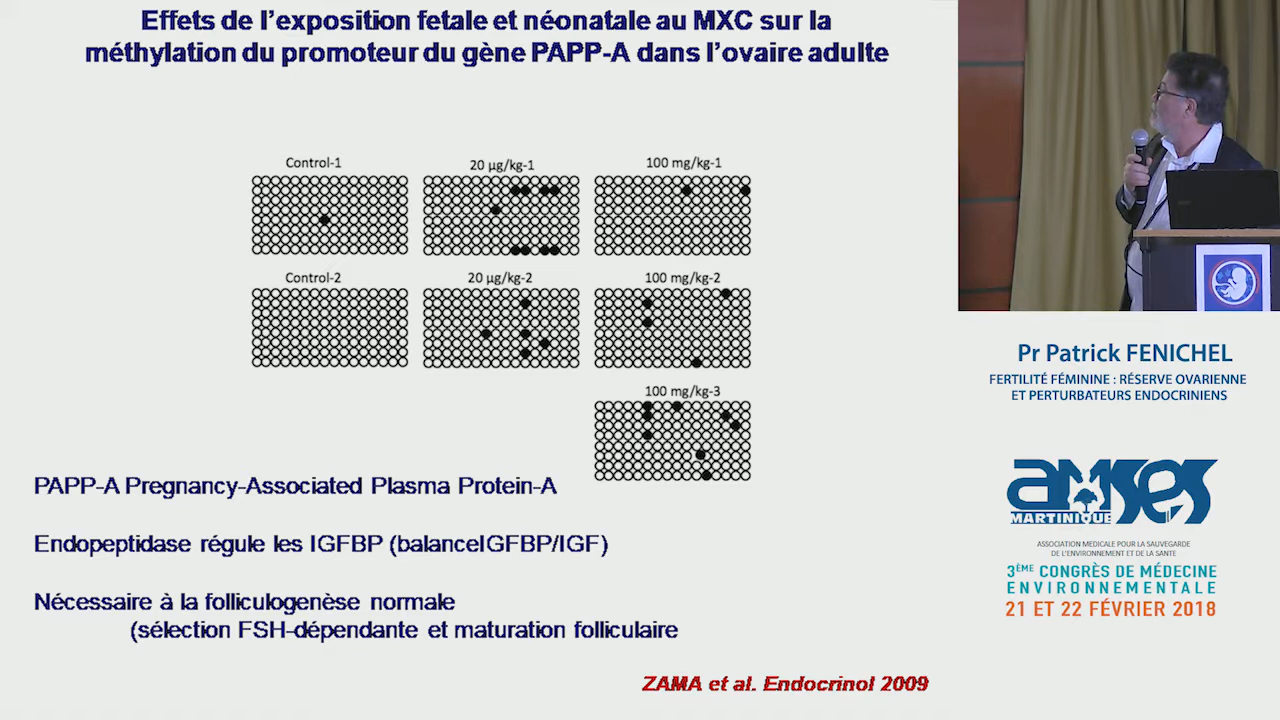 Effets de l'exposition fetale et néonatale au MXC sur la
méthylation du promoteur du gène PAPP-A dans l'ovaire adulte
Control-1
20 µg/kg-1
100 mg/kg-1
Control-2
20 µg/kg-2
100 mg/kg-2
100 mg/kg-3
PAPP-A Pregnancy-Associated Plasma Protein-A
Endopeptidase régule les IGFBP (balanceIGFBP/IGF)
Nécessaire à la folliculogenèse normale
(sélection FSH-dépendante et maturation folliculaire
ZAMA et al. Endocrinol 2009
Pr Patrick FENICHEL
FERTILITÉ FÉMININE : RÉSERVE OVARIENNE
ET PERTURBATEURS ENDOCRINIENS
AMSES
MARTINIQUE
ASSOCIATION MEDICALE POUR LA SAUVEGARDE
DE L'ENVIRONNEMENT ET DE LA SANTE
3ÈME CONGRÈS DE MÉDECINE
ENVIRONNEMENTALE
21 ET 22 FÉVRIER 2018